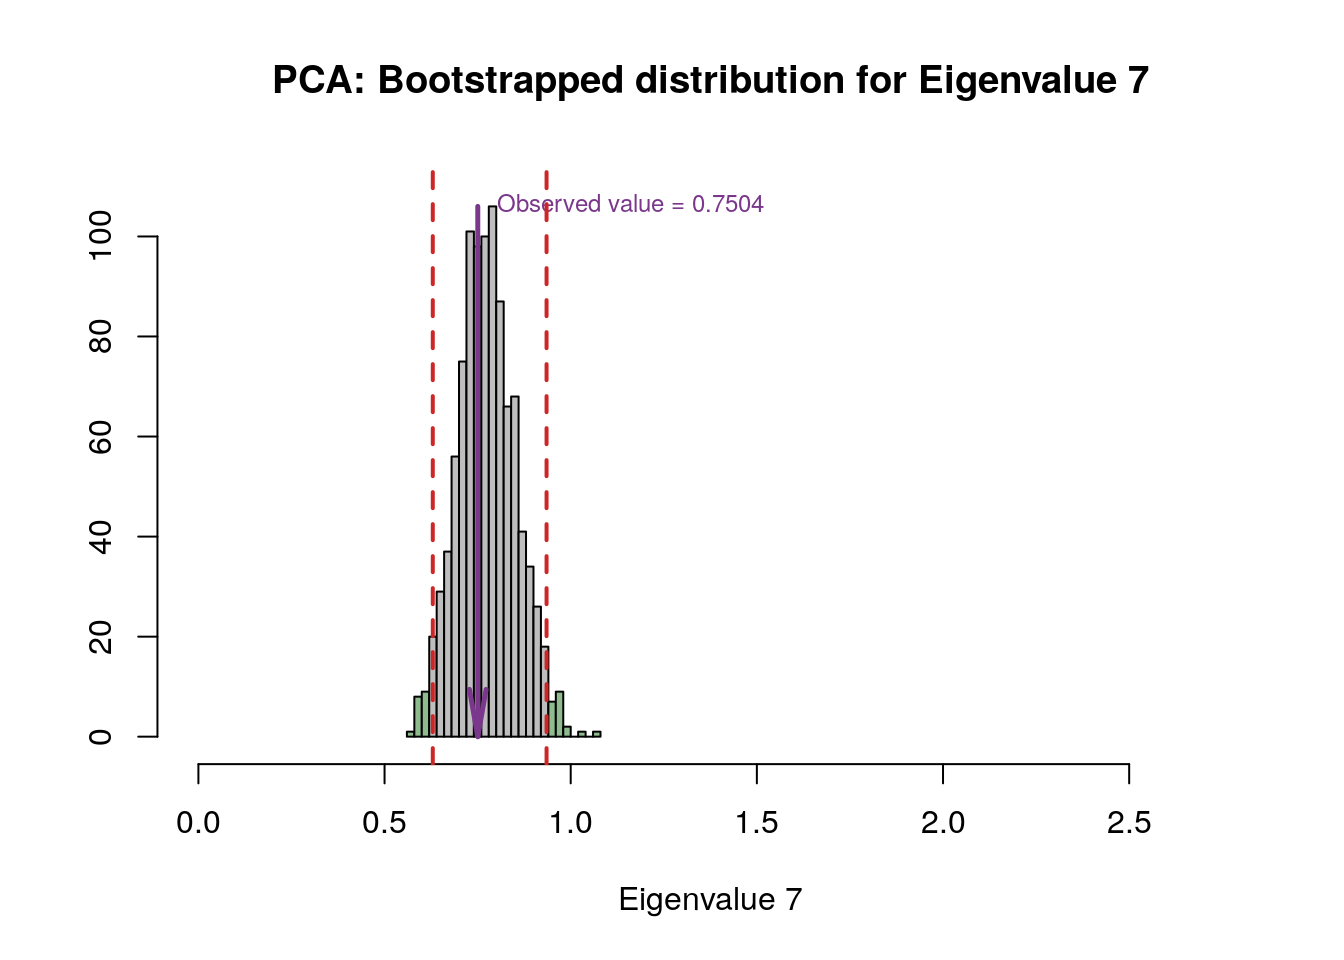 PCA: Bootstrapped distribution for Eigenvalue 7
Observed value = 0.7504
100
80
60
40
20
0
0.0 0.5 1.0 1.5 2.0 2.5
Eigenvalue 7